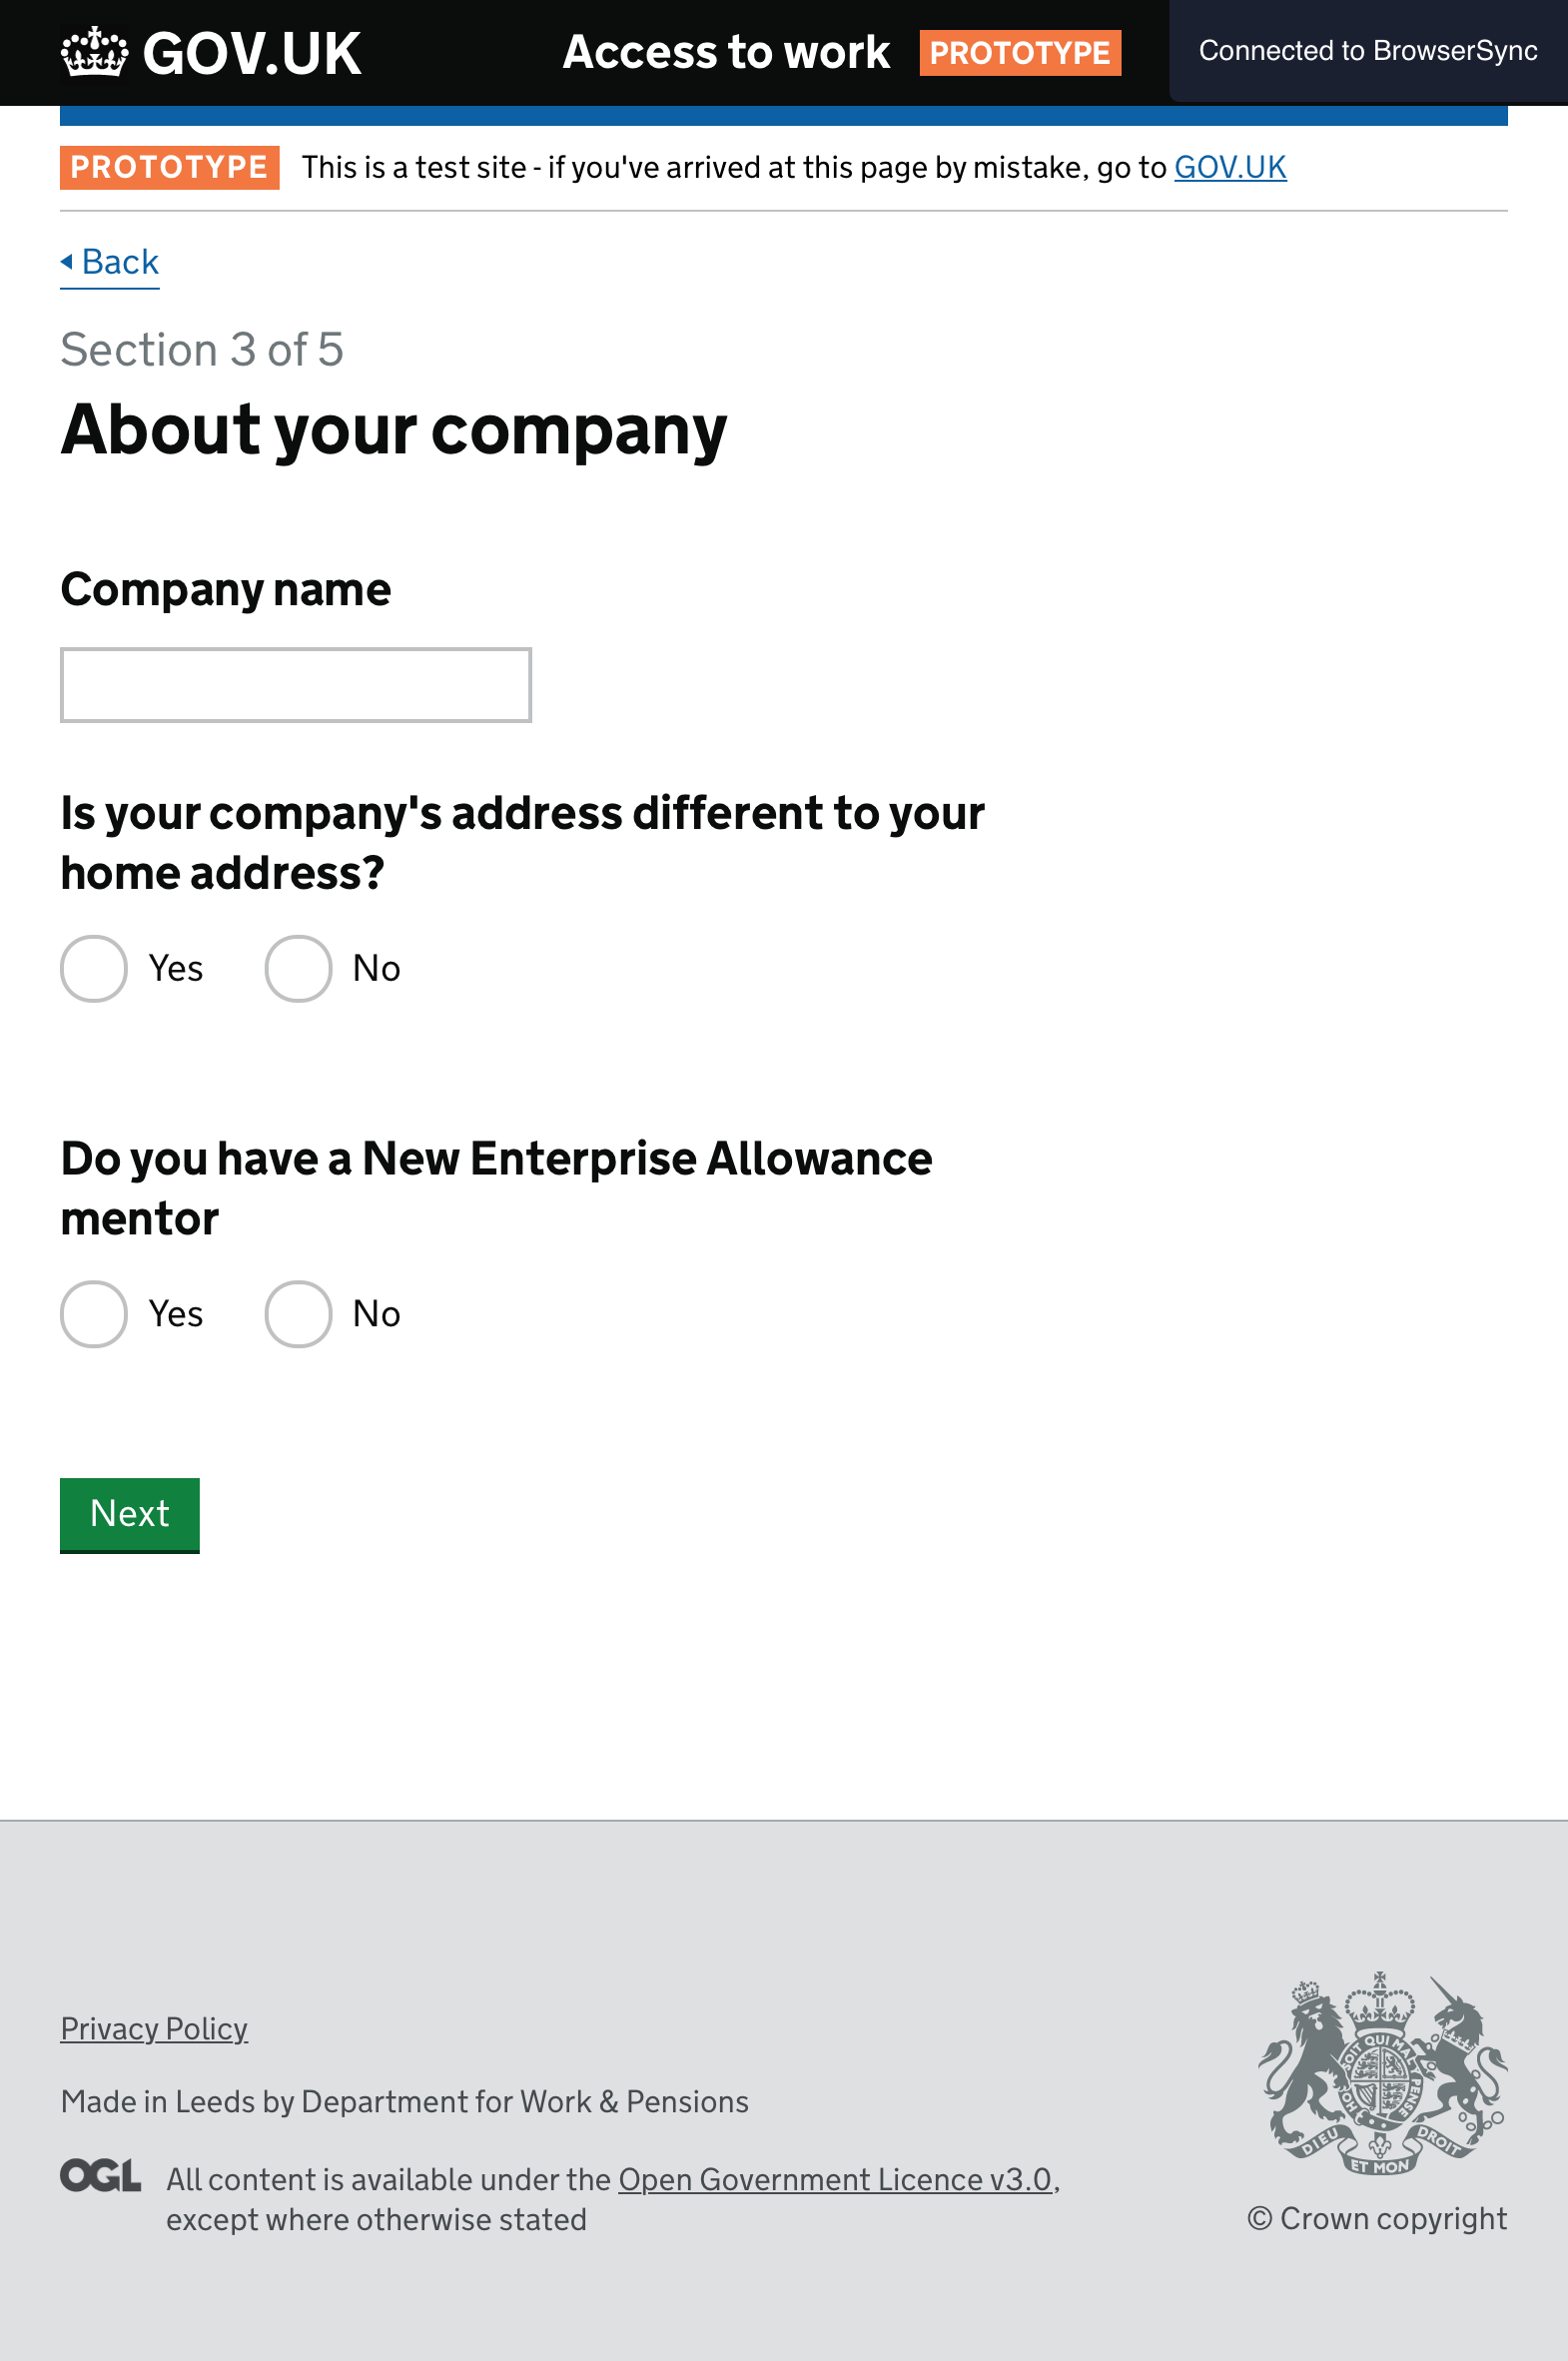 GOV.UK Access to work PROTOTYPE Connected to BrowserSync
PROTOTYPE This is a test site - if you've arrived at this page by mistake, go to GOV.UK
Back
Section 3 of 5
About your company
Company name
Is your company's address different to your
home address?
Yes No
Do you have a New Enterprise Allowance
mentor
Yes No
Next
Privacy Policy
Made in Leeds by Department for Work & Pensions
OGL All content is available under the Open Government Licence v3.0,
except where otherwise stated
DIEU ET MON DROIT
© Crown copyright